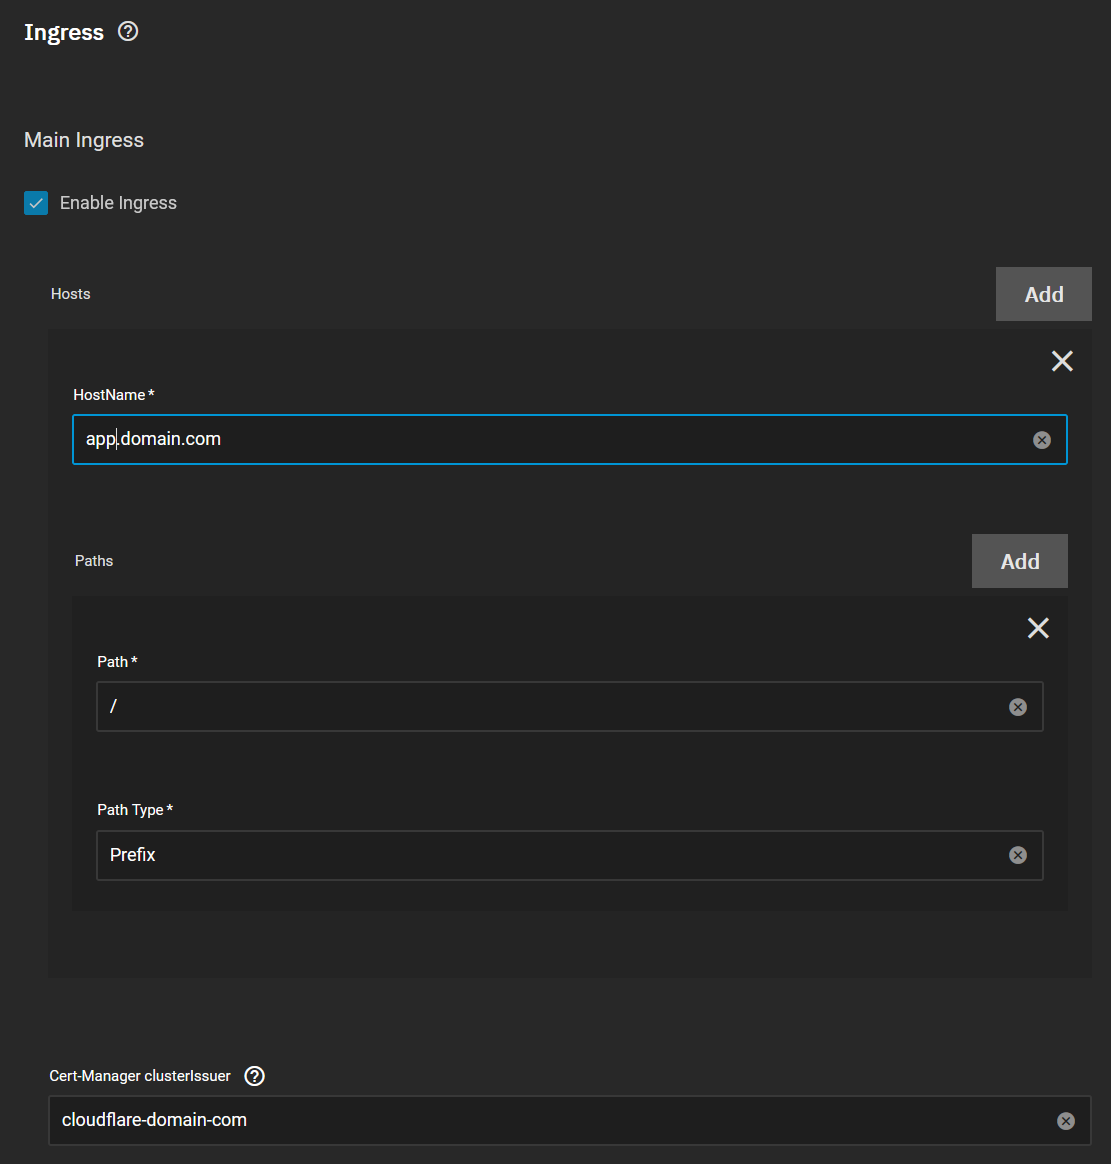 Ingress
Main Ingress
Enable Ingress
Hosts
Add
HostName *
app.domain.com
Paths
Add
Path *
/
Path Type *
Prefix
Cert-Manager clusterIssuer
cloudflare-domain-com